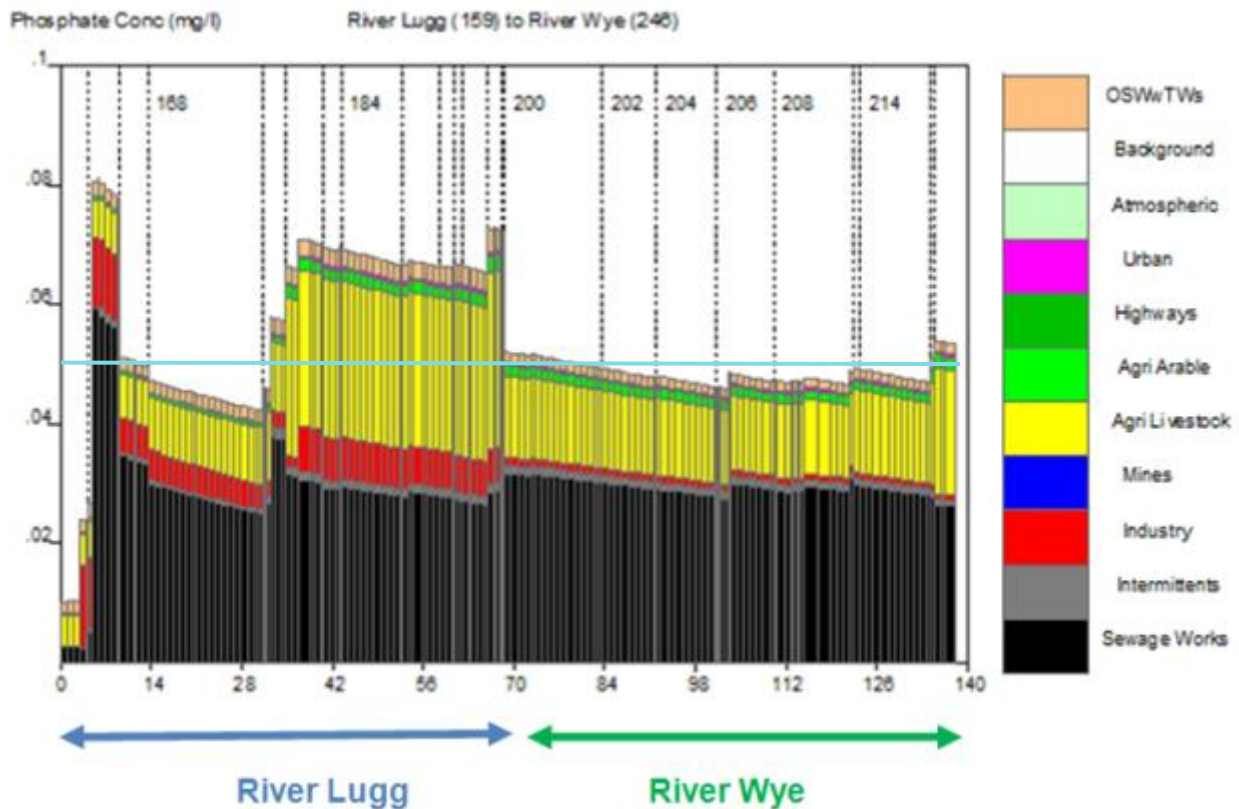 Phosphate Conc (mg/l) River Lugg (159) to River Wye (246)
.1
168 184 200 202 204 206 208 214
.08
.06
.04
.02
0 14 28 42 56 70 84 98 112 126 140
River Lugg River Wye
OSWwTWs
Background
Atmospheric
Urban
Highways
Agri Arable
Agri Livestock
Mines
Industry
Intermittents
Sewage Works